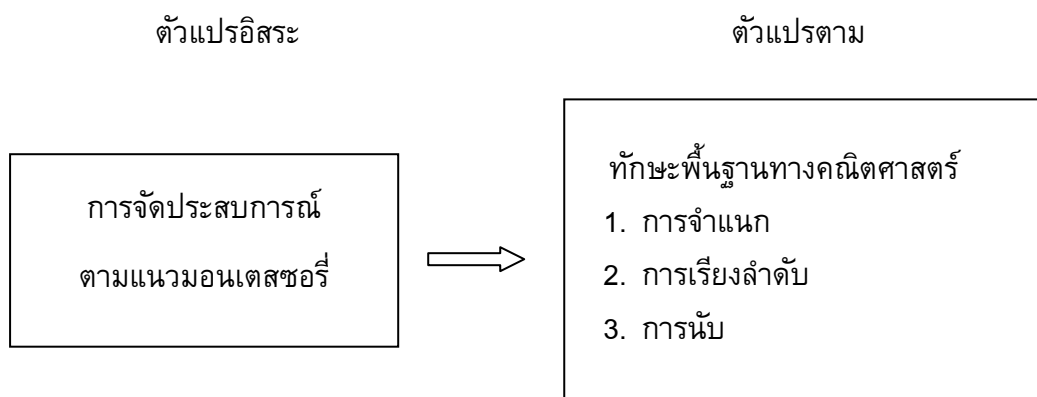 ตัวแปรอิสระ
ตัวแปรตาม
การจัดประสบการณ์
ตามแนวมอนเตสซอรี่
ทักษะพื้นฐานทางคณิตศาสตร์
1. การจำแนก
2. การเรียงลำดับ
3. การนับ